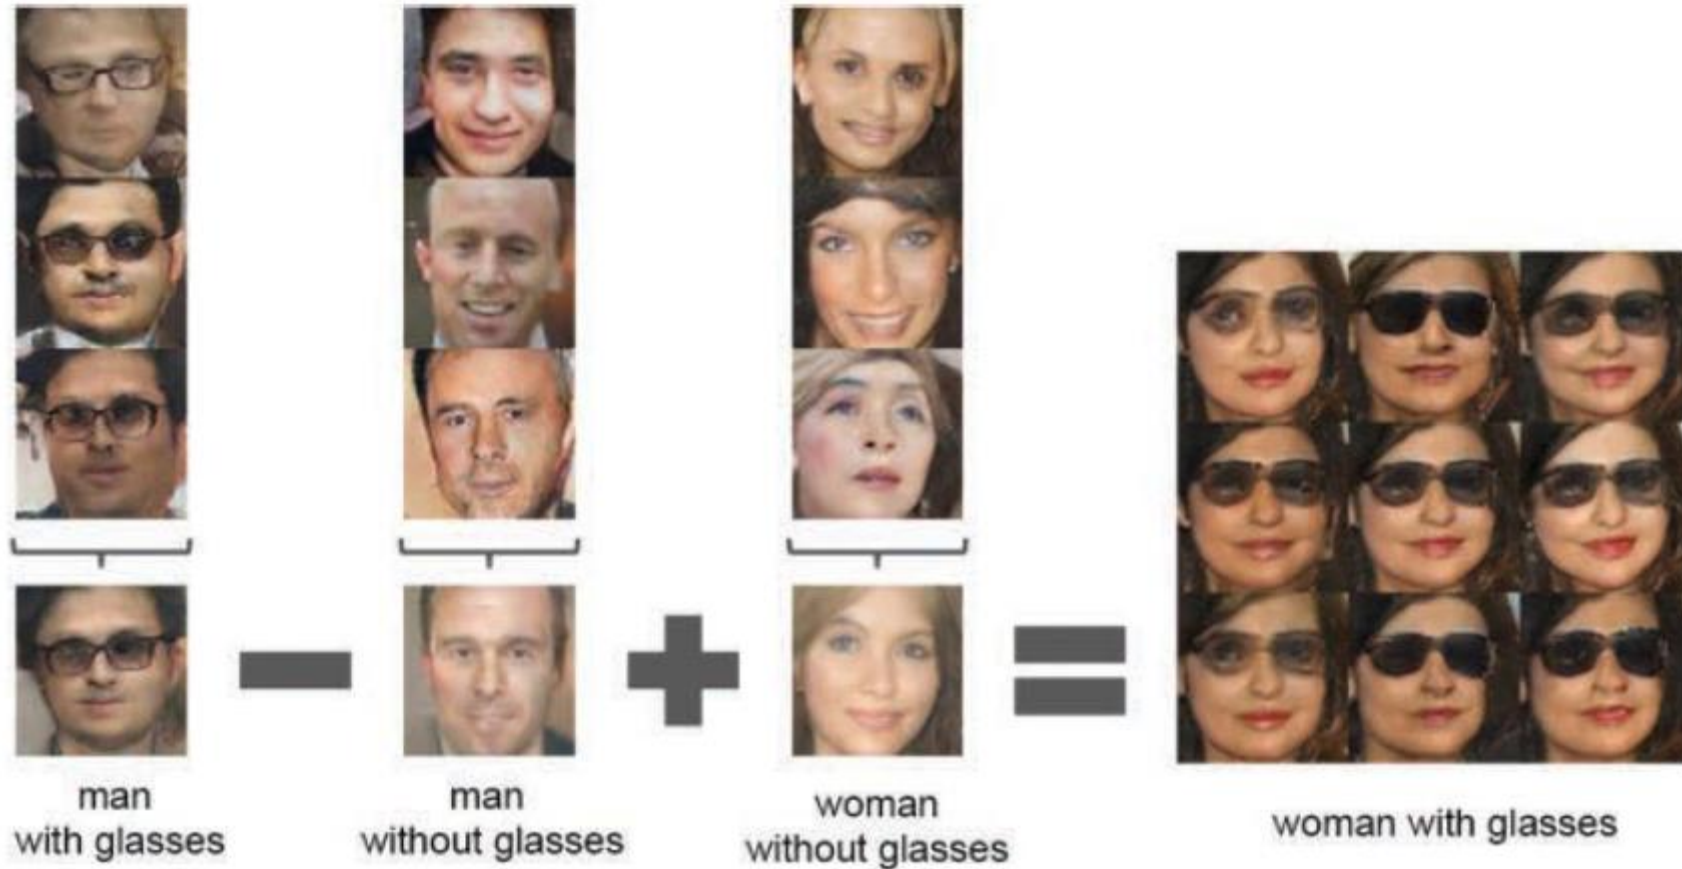 man
with glasses
man
without glasses
woman
without glasses
woman with glasses